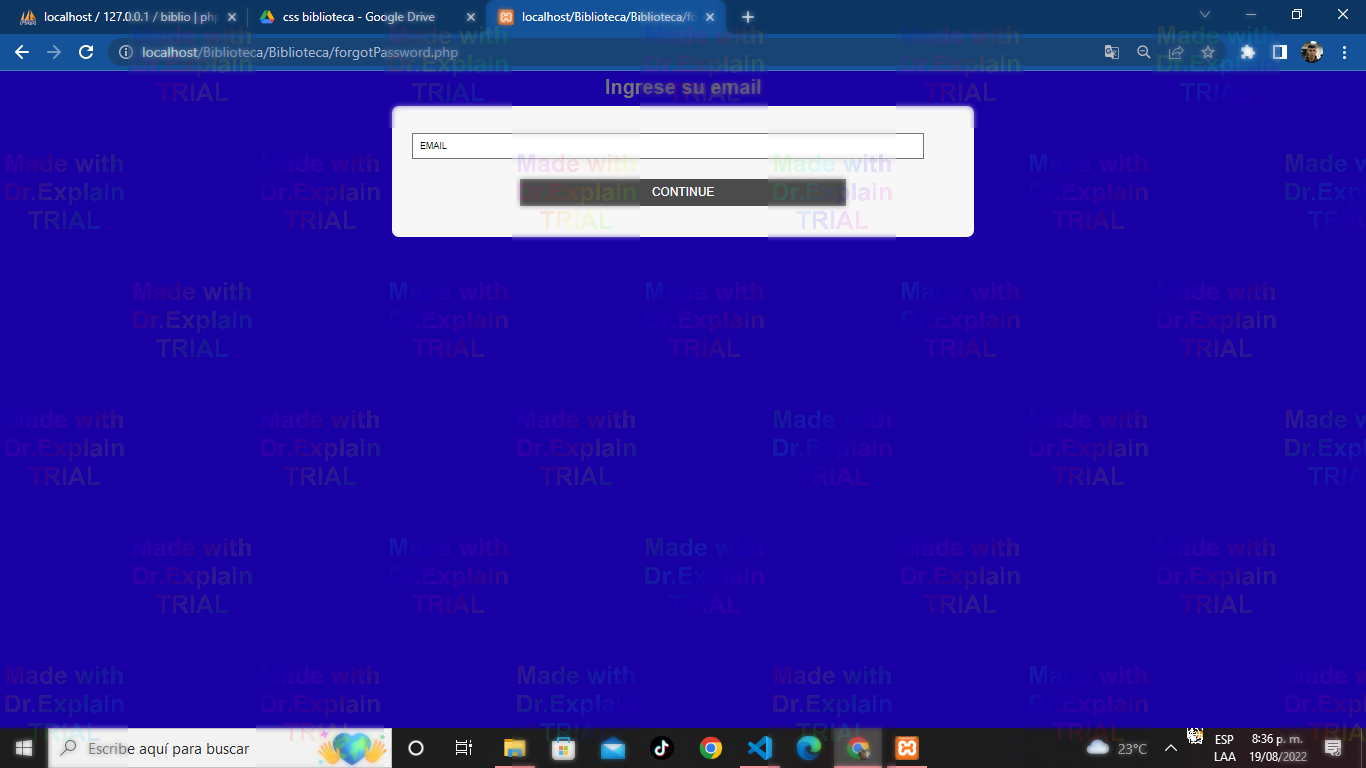 localhost / 127.0.0.1 / biblio | php
css biblioteca - Google Drive
localhost/Biblioteca/Biblioteca/fo
localhost/Biblioteca/Biblioteca/forgotPassword.php
Ingrese su email
EMAIL
CONTINUE
Made with
Dr.Explain
TRIAL
Escribe aquí para buscar
23°C
ESP
LAA
8:36 p. m.
19/08/2022